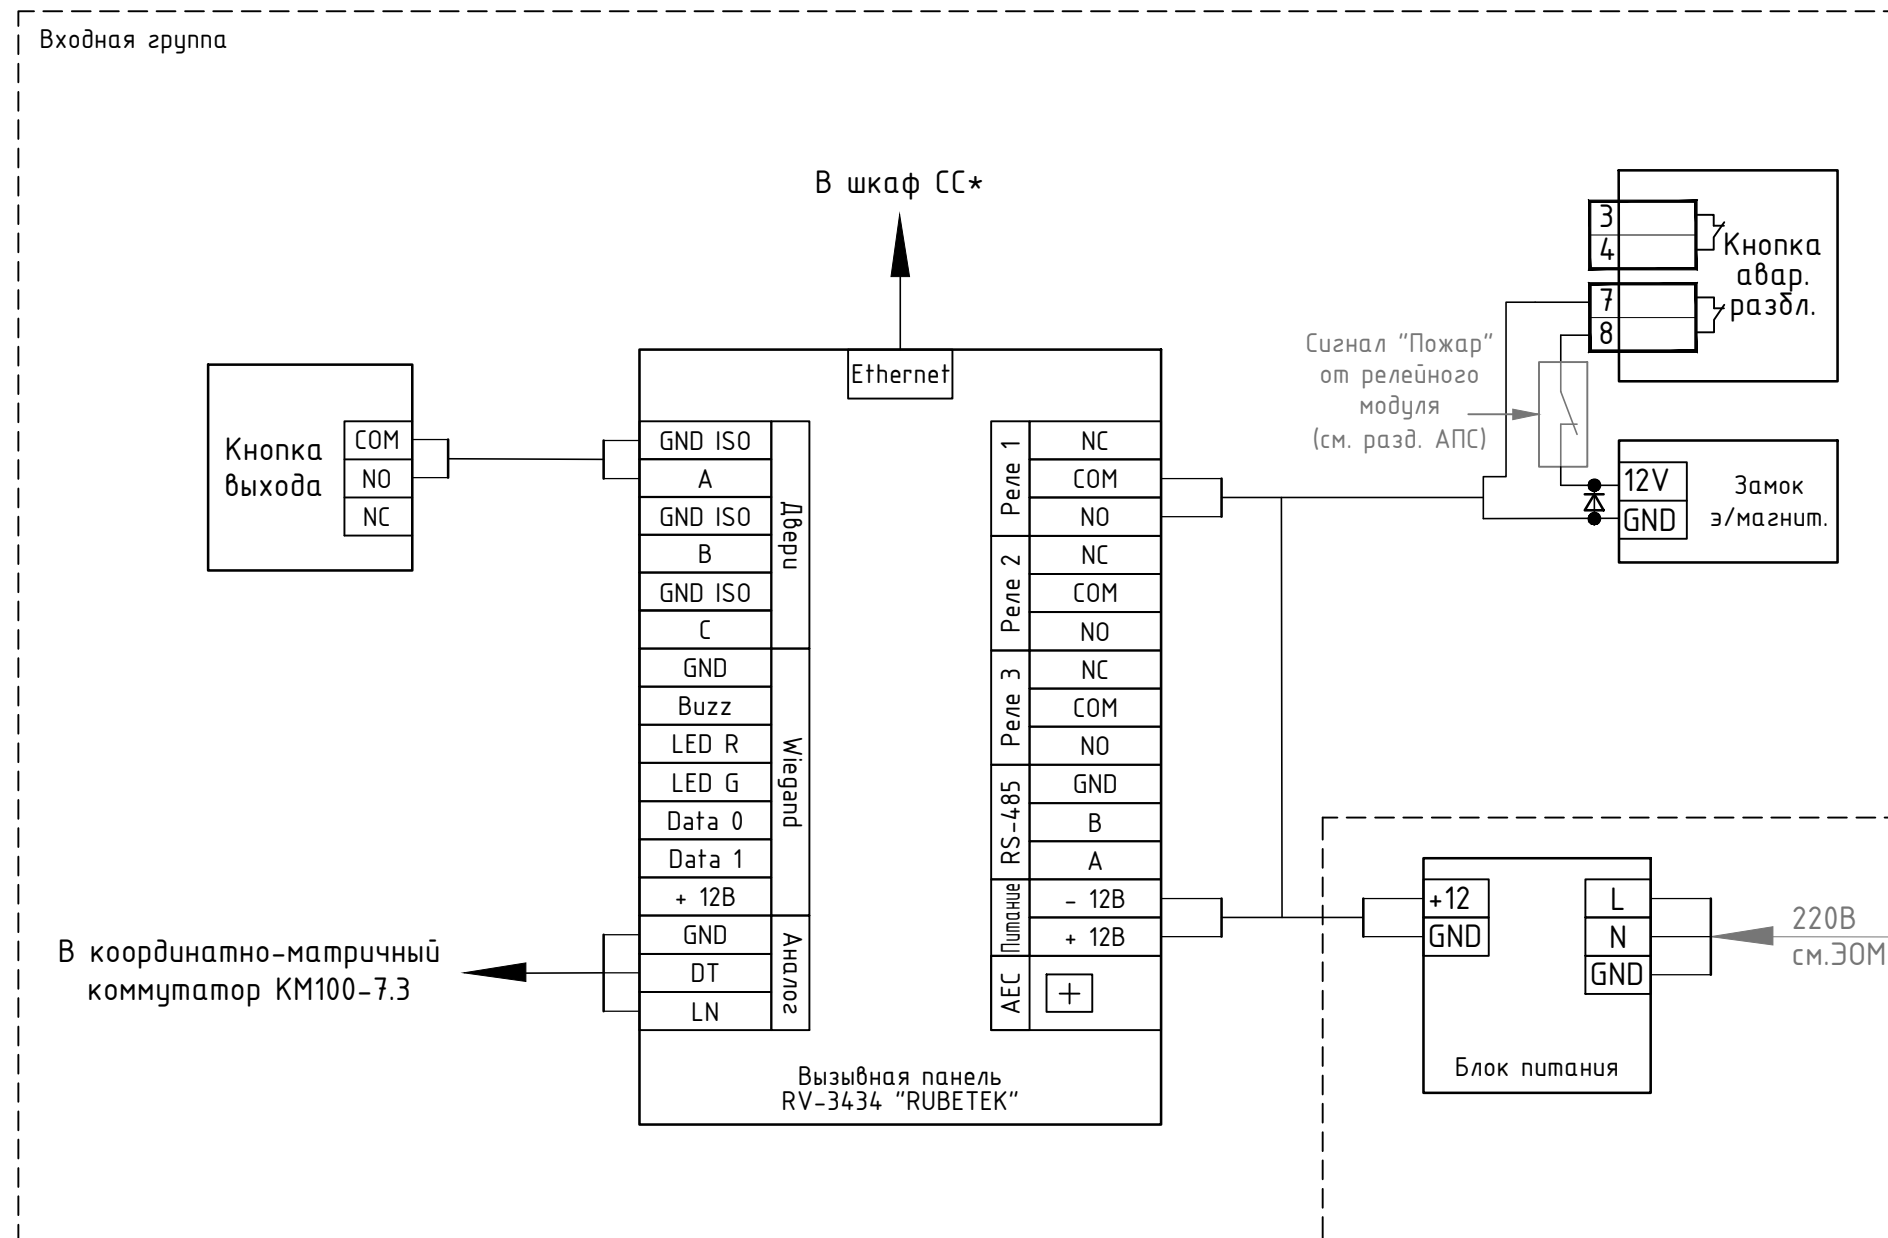 Входная группа
В шкаф СС*
Кнопка
выхода
COM
NO
NC
Ethernet
GND ISO
A
GND ISO
B
GND ISO
C
Двери
GND
Buzz
LED R
LED G
Data 0
Data 1
+ 12В
Wiegand
GND
DT
LN
Аналог
В координатно-матричный
коммутатор КМ100-7.3
Реле 1
NC
COM
NO
Реле 2
NC
COM
NO
Реле 3
NC
COM
NO
RS-485
GND
B
A
Питание
- 12В
+ 12В
АЕС
+
Вызывная панель
RV-3434 "RUBETEK"
3
4
7
8
Кнопка
авар.
разбл.
Сигнал "Пожар"
от релейного
модуля
(см. разд. АПС)
12V
GND
Замок
э/магнит.
+12
GND
L
N
GND
Блок питания
220В
см.ЭОМ